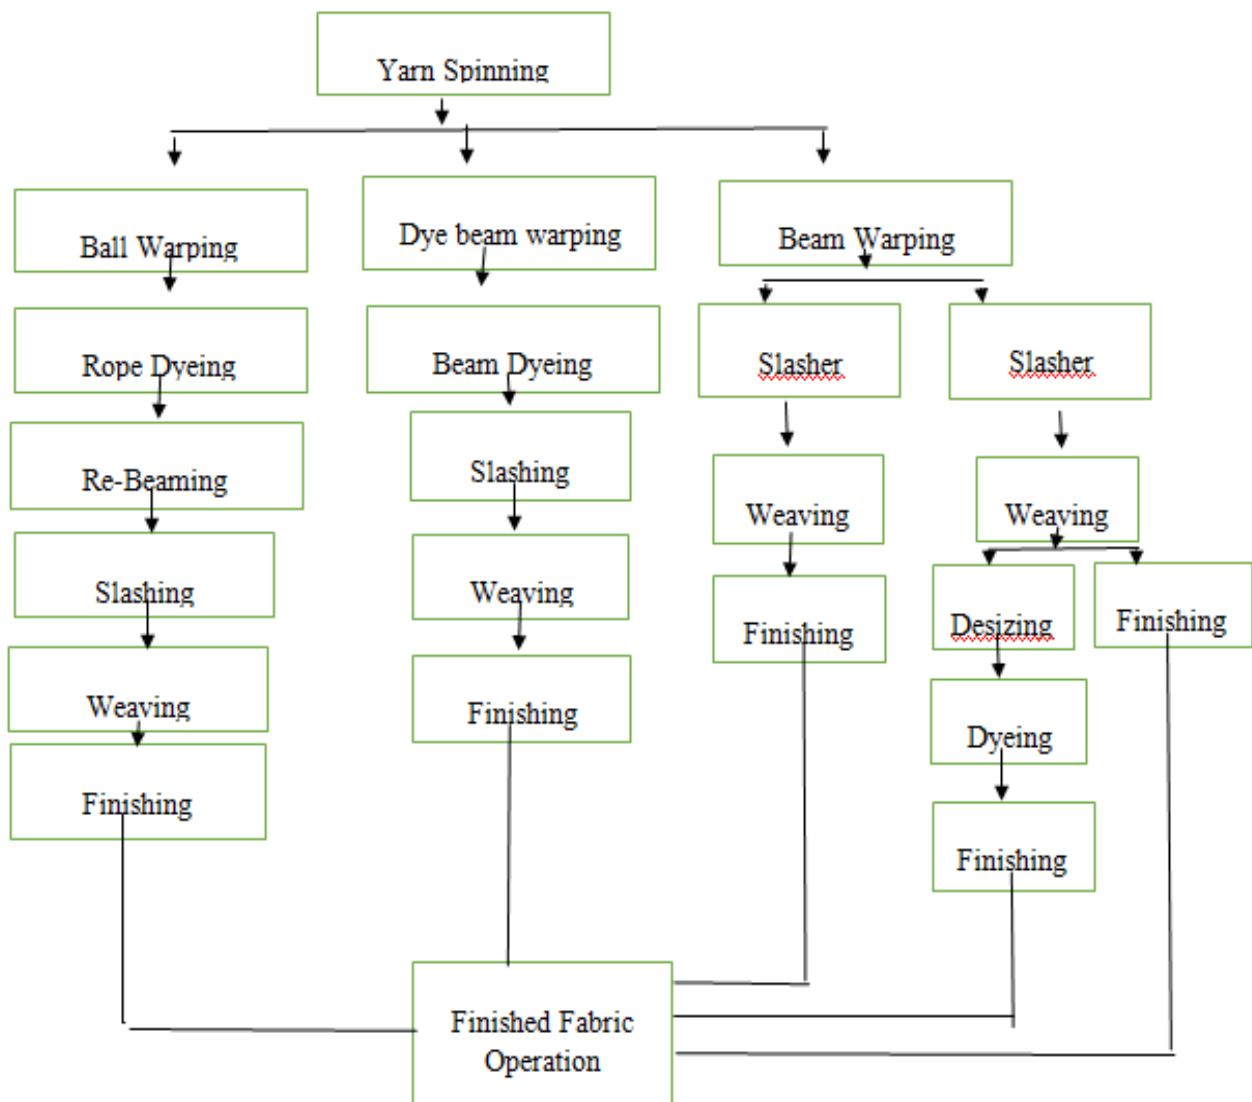 Yarn Spinning
Ball Warping
Dye beam warping
Beam Warping
Rope Dyeing
Beam Dyeing
Slasher
Slasher
Re-Beaming
Slashing
Weaving
Weaving
Slashing
Weaving
Finishing
Desizing
Finishing
Weaving
Finishing
Dyeing
Finishing
Finishing
Finished Fabric
Operation